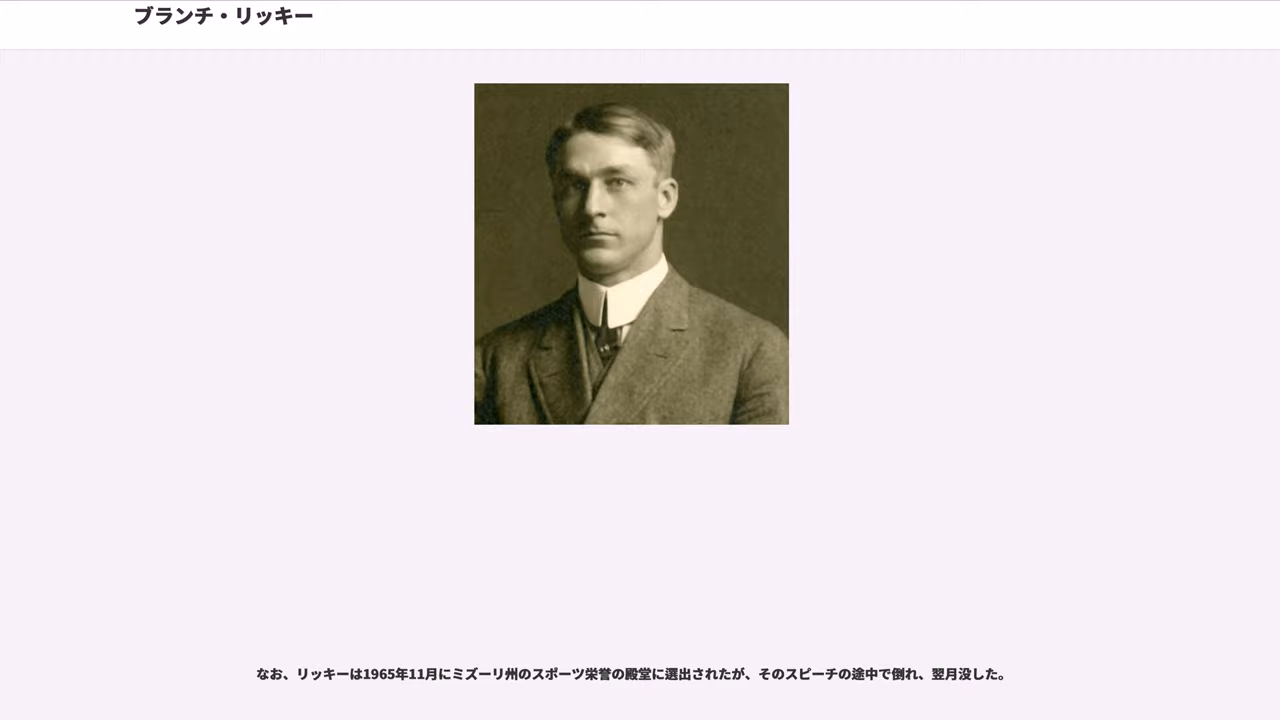 ブランチ・リッキー
なお、リッキーは1965年11月にミズーリ州のスポーツ栄誉の殿堂に選出されたが、そのスピーチの途中で倒れ、翌月没した。